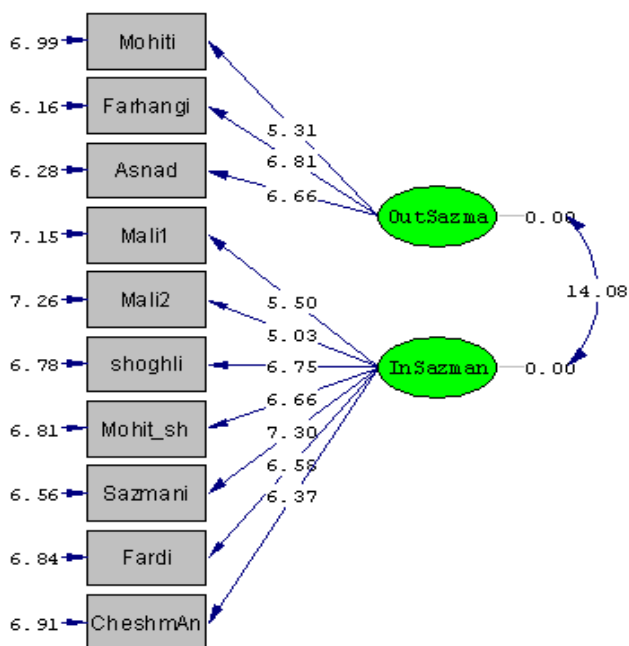 6.99 Mohiti
6.16 Farhangi
5.31
6.81
6.28 Asnad
6.66
OutSazma 0.00
7.15 Mali1
7.26 Mali2
5.50
14.08
5.03
6.78 shoghli
6.75
InSazman 0.00
6.66
6.81 Mohit_sh
7.30
6.58
6.56 Sazmani
6.37
6.84 Fardi
6.91 CheshmAn